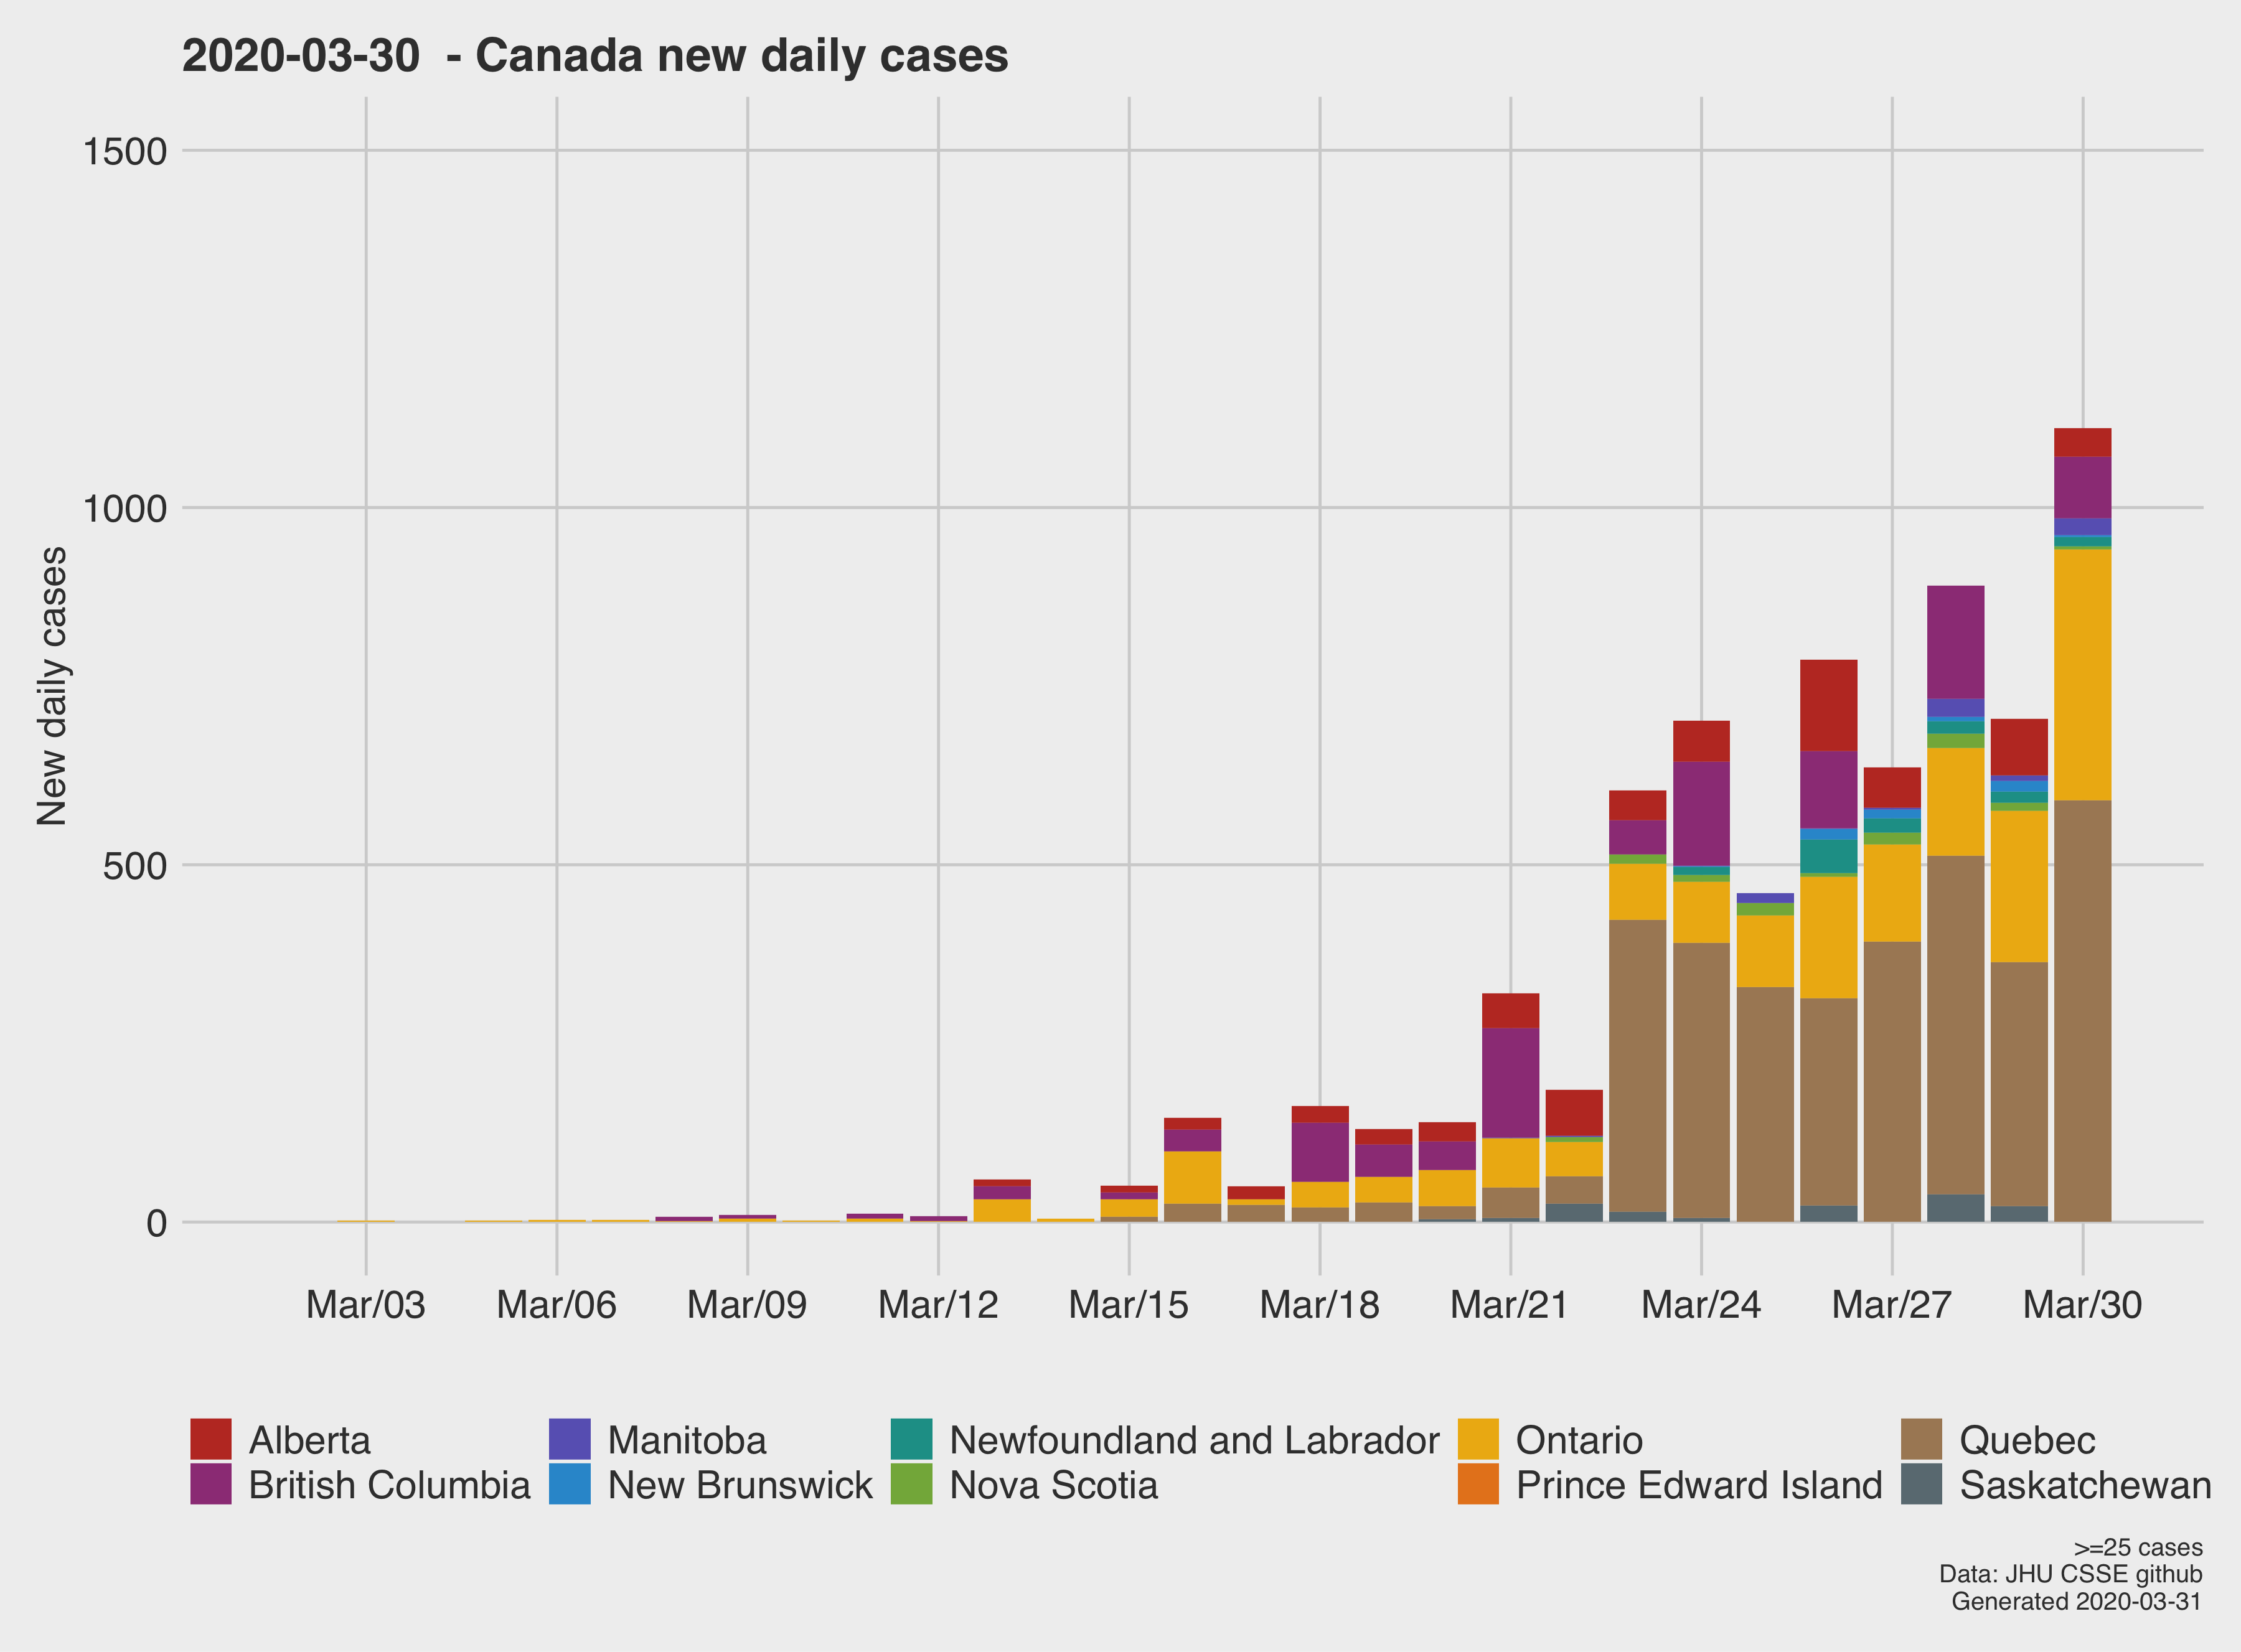 2020-03-30  - Canada new daily cases
New daily cases
1500
1000
500
0
Mar/03 Mar/06 Mar/09 Mar/12 Mar/15 Mar/18 Mar/21 Mar/24 Mar/27 Mar/30
Alberta Manitoba Newfoundland and Labrador Ontario Quebec
British Columbia New Brunswick Nova Scotia Prince Edward Island Saskatchewan
>=25 cases
Data: JHU CSSE github
Generated 2020-03-31